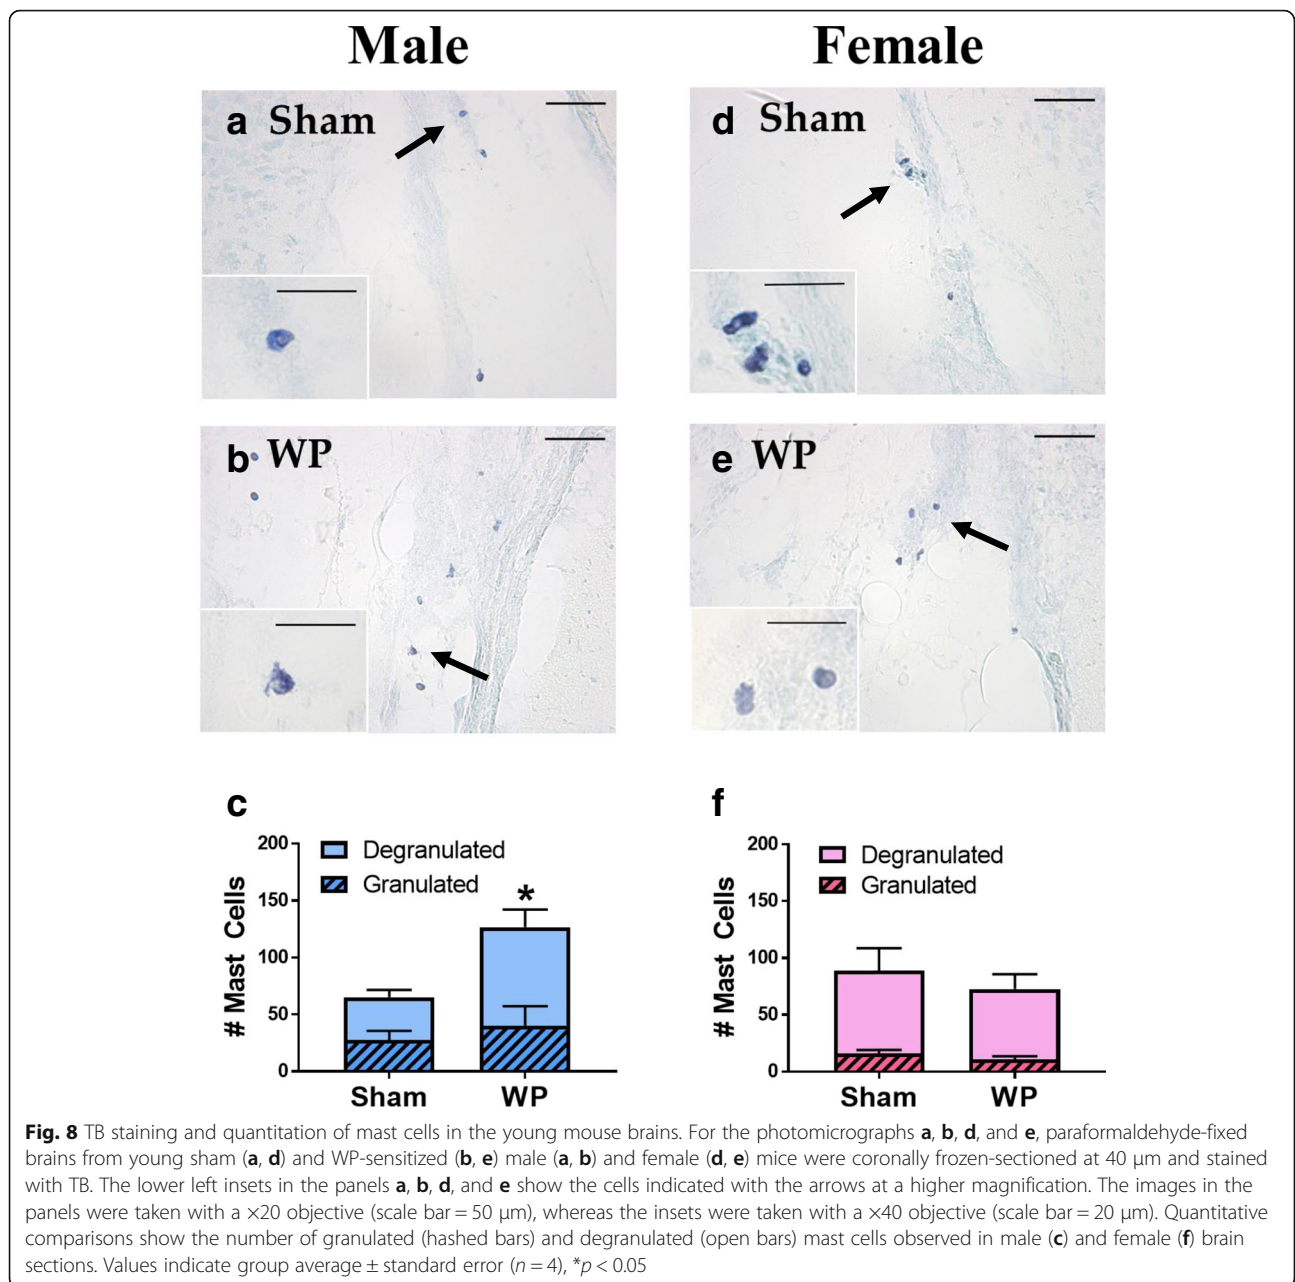 Male
Female
a Sham
d Sham
b WP
e WP
c
200
150
100
50
0
# Mast Cells
Degranulated
Granulated
*
Sham WP
f
200
150
100
50
0
# Mast Cells
Degranulated
Granulated
Sham WP
Fig. 8 TB staining and quantitation of mast cells in the young mouse brains. For the photomicrographs a, b, d, and e, paraformaldehyde-fixed
brains from young sham (a, d) and WP-sensitized (b, e) male (a, b) and female (d, e) mice were coronally frozen-sectioned at 40 μm and stained
with TB. The lower left insets in the panels a, b, d, and e show the cells indicated with the arrows at a higher magnification. The images in the
panels were taken with a ×20 objective (scale bar = 50 μm), whereas the insets were taken with a ×40 objective (scale bar = 20 μm). Quantitative
comparisons show the number of granulated (hashed bars) and degranulated (open bars) mast cells observed in male (c) and female (f) brain
sections. Values indicate group average ± standard error (n = 4), *p < 0.05